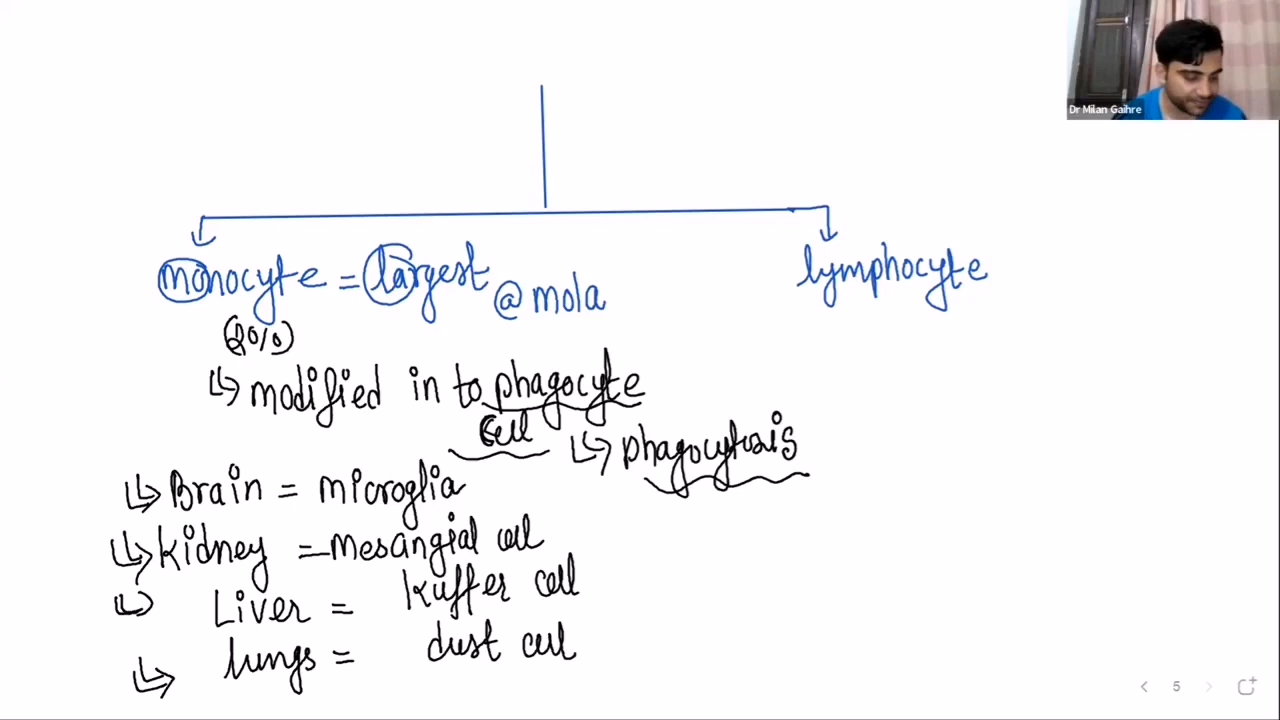 Dr Milan Gaihre
monocyte = largest @ mola
lymphocyte
↳ modified in to phagocyte
cell ↳ phagocytosis
↳ Brain = microglia
↳ Kidney = Mesangial cell
↳ Liver = Kuffer cell
↳ lungs = dust cell
5